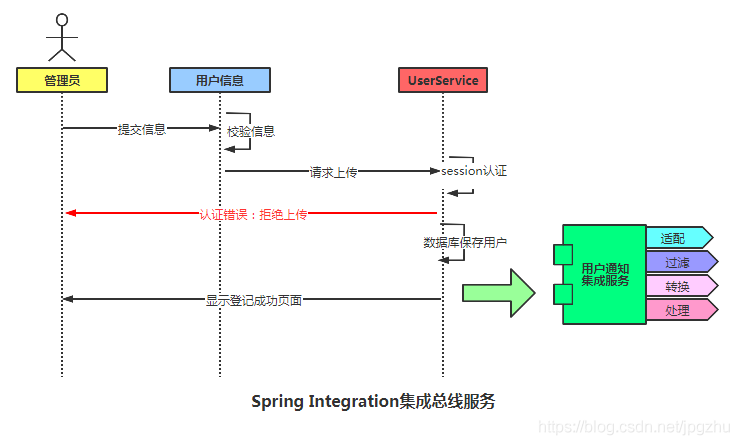 管理员
用户信息
UserService
提交信息
校验信息
请求上传
session认证
认证错误：拒绝上传
数据库保存用户
显示登记成功页面
用户通知
集成服务
适配
过滤
转换
处理
Spring Integration集成总线服务
https://blog.csdn.net/jpgzhu